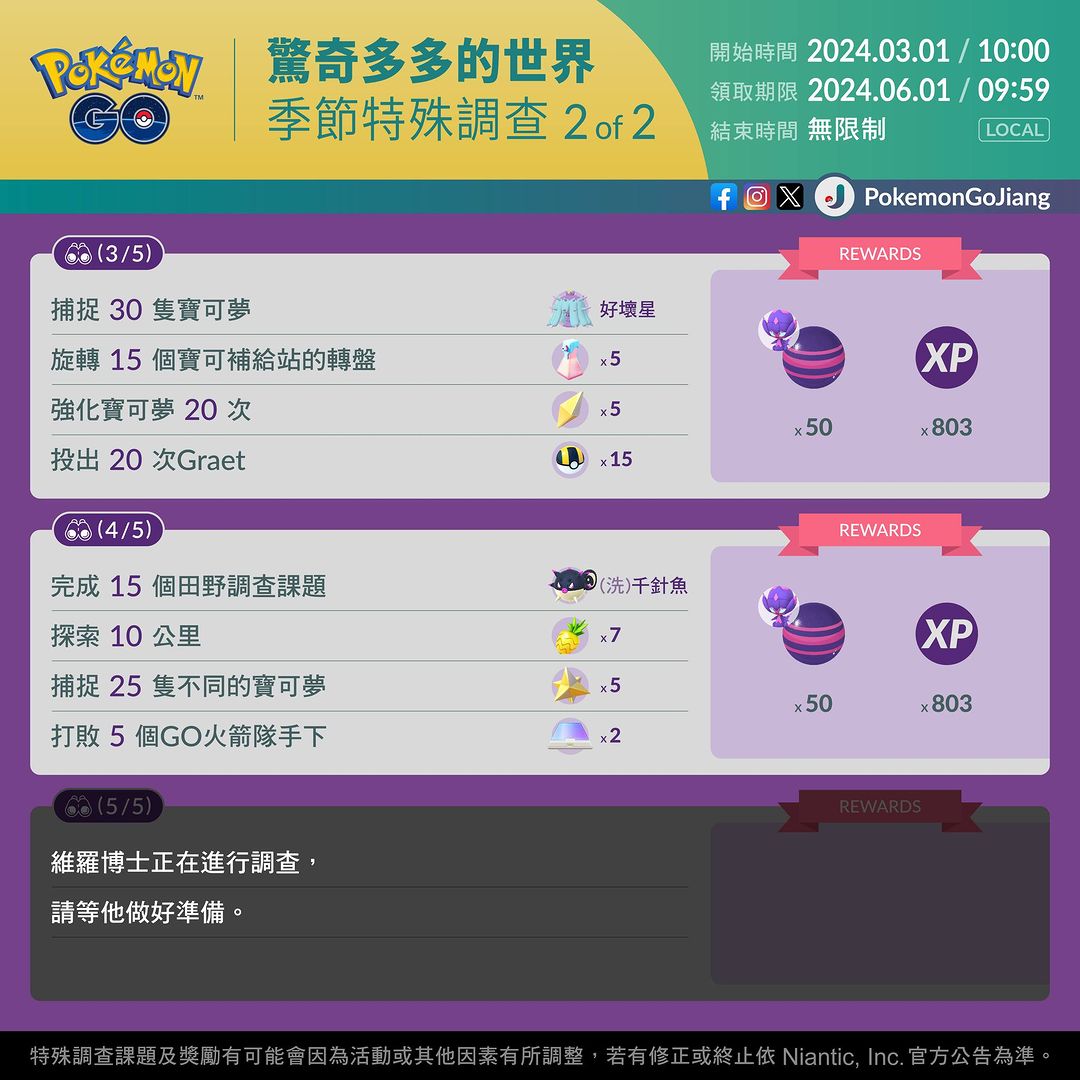 POKÉMON GO™
驚奇多多的世界
季節特殊調查 2 of 2
開始時間 2024.03.01 / 10:00
領取期限 2024.06.01 / 09:59
結束時間 無限制 LOCAL
PokemonGoJiang
(3/5) REWARDS
捕捉 30 隻寶可夢 好壞星
旋轉 15 個寶可補給站的轉盤 x5
強化寶可夢 20 次 x5
投出 20 次Graet x15
XP
x50 x803
(4/5) REWARDS
完成 15 個田野調查課題 (洗)千針魚
探索 10 公里 x7
捕捉 25 隻不同的寶可夢 x5
打敗 5 個GO火箭隊手下 x2
XP
x50 x803
(5/5) REWARDS
維羅博士正在進行調查，
請等他做好準備。
特殊調查課題及獎勵有可能會因為活動或其他因素有所調整，若有修正或終止依 Niantic, Inc. 官方公告為準。